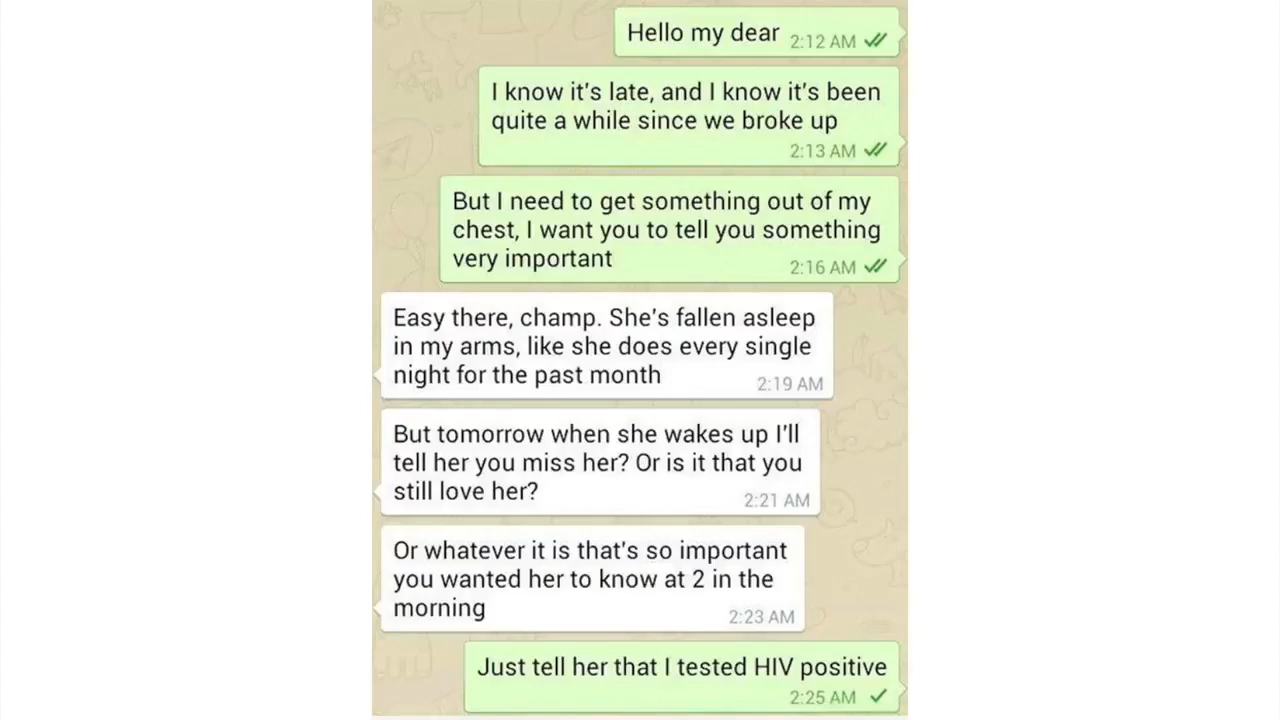 Hello my dear 2:12 AM
I know it's late, and I know it's been
quite a while since we broke up
2:13 AM
But I need to get something out of my
chest, I want you to tell you something
very important 2:16 AM
Easy there, champ. She's fallen asleep
in my arms, like she does every single
night for the past month 2:19 AM
But tomorrow when she wakes up I'll
tell her you miss her? Or is it that you
still love her? 2:21 AM
Or whatever it is that's so important
you wanted her to know at 2 in the
morning 2:23 AM
Just tell her that I tested HIV positive
2:25 AM